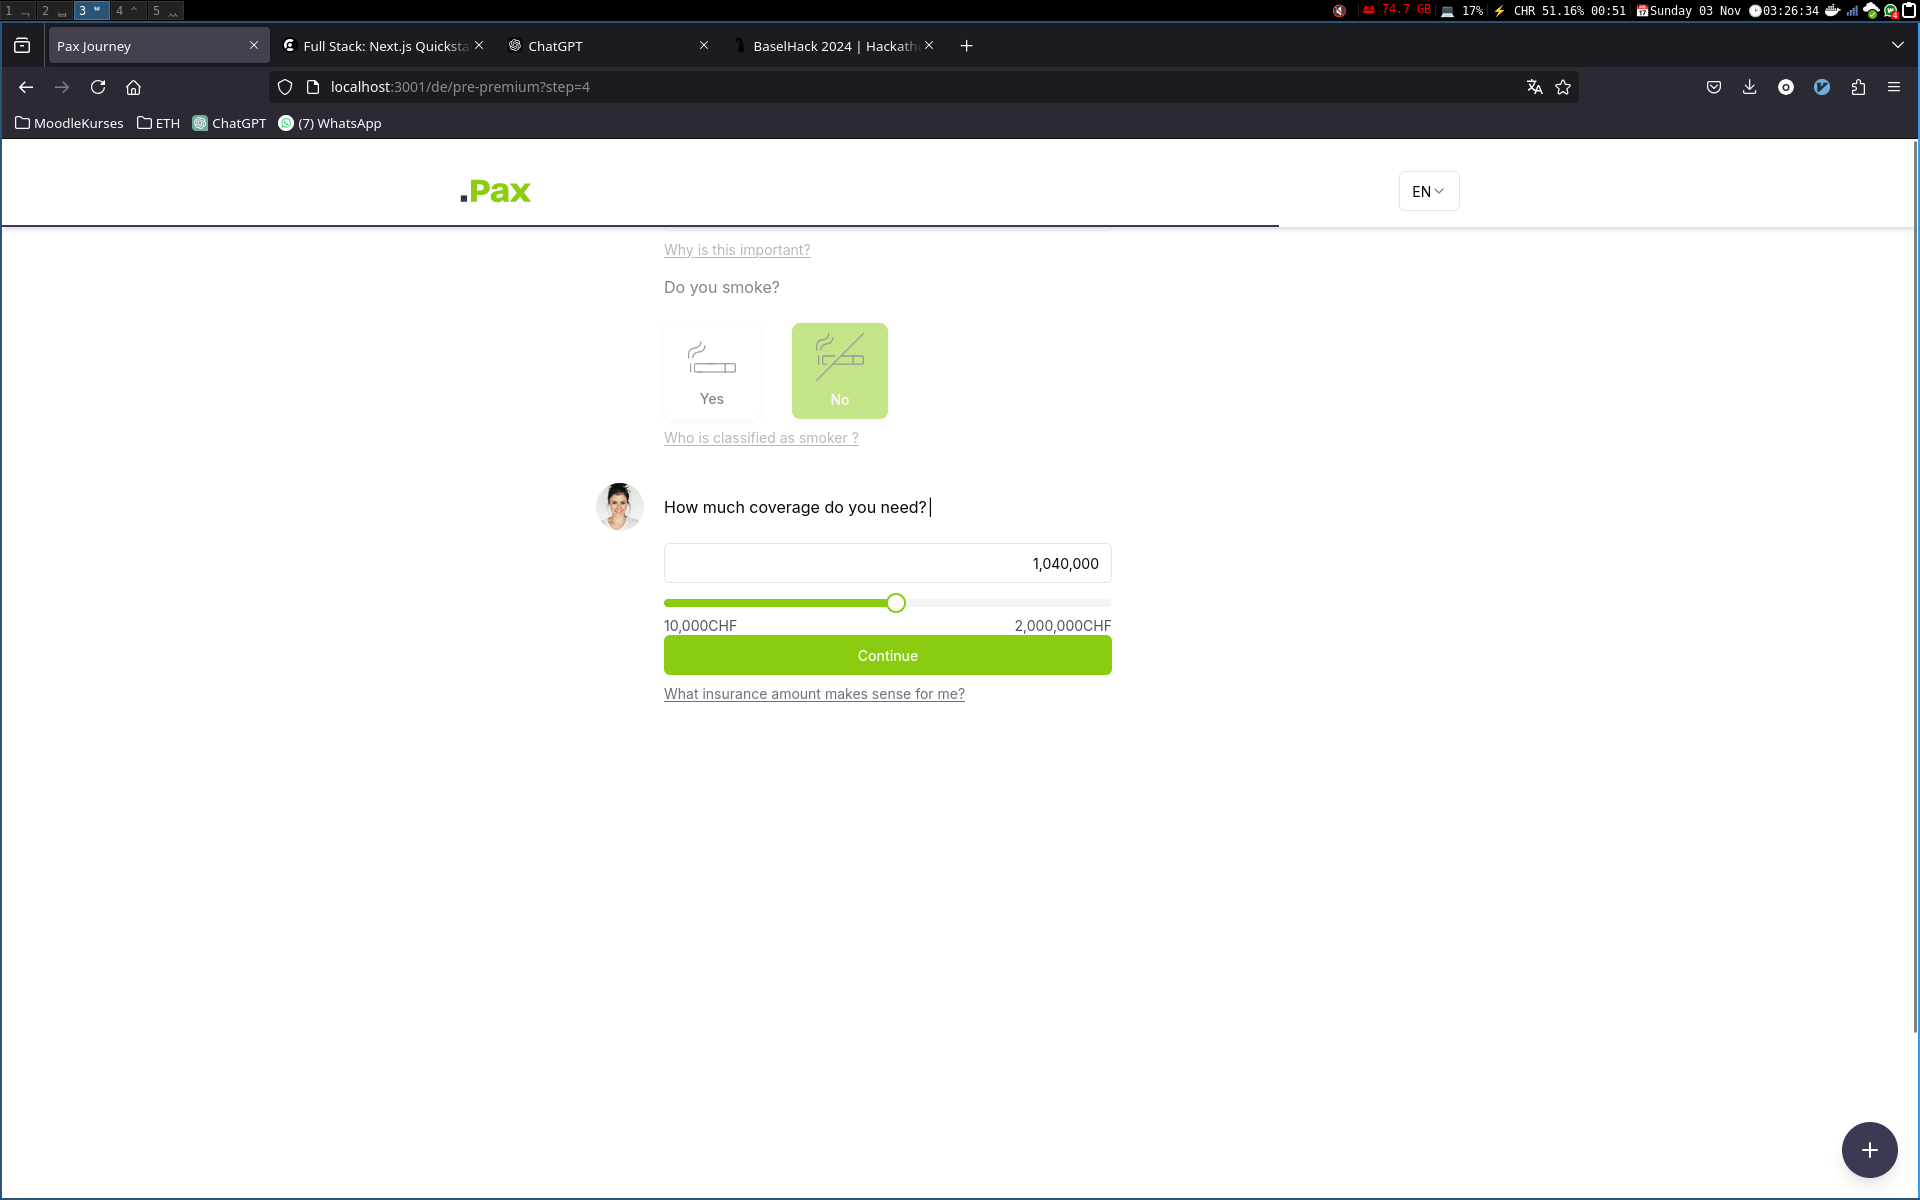 1 2 3 4 5
74.7 GB 17% CHR 51.16% 00:51 Sunday 03 Nov 03:26:34
Pax Journey Full Stack: Next.js Quicksta ChatGPT BaselHack 2024 | Hackath
localhost:3001/de/pre-premium?step=4
MoodleKurses ETH ChatGPT (7) WhatsApp
.Pax EN
Why is this important?
Do you smoke?
Yes No
Who is classified as smoker ?
How much coverage do you need?
1,040,000
10,000CHF 2,000,000CHF
Continue
What insurance amount makes sense for me?